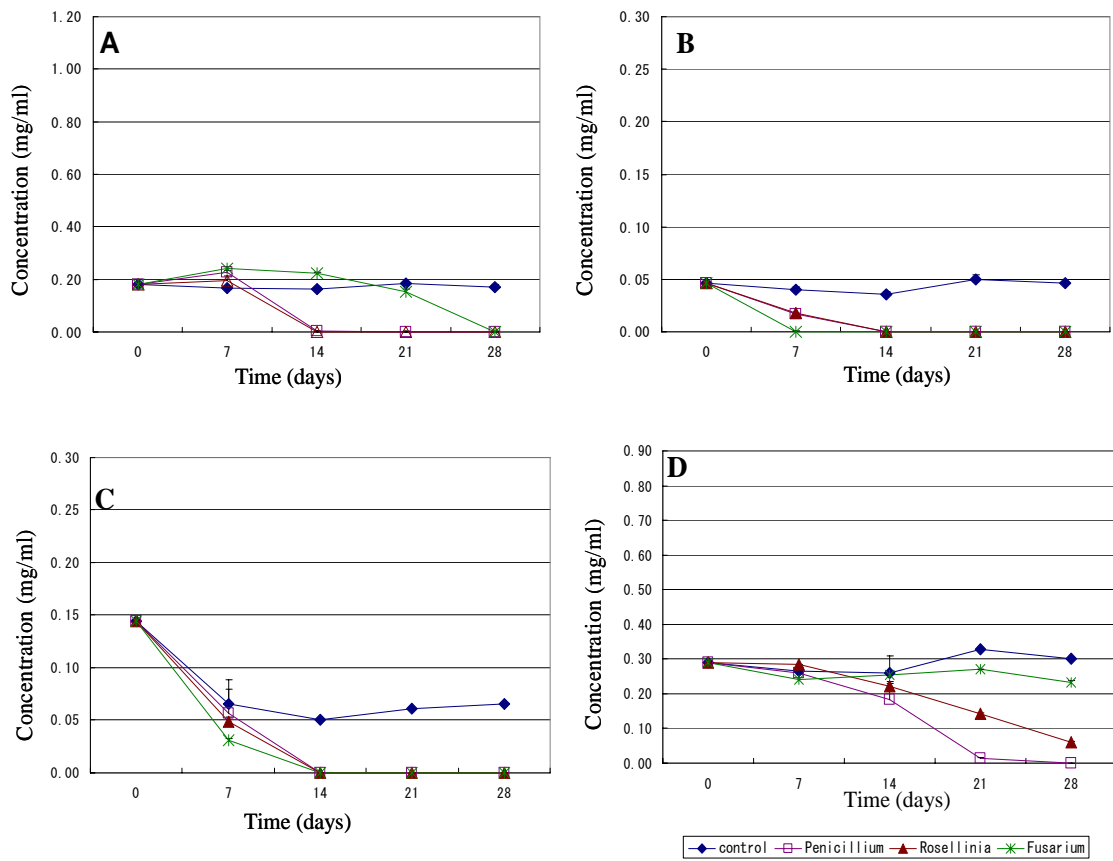 A
Concentration (mg/ml)
1.20
1.00
0.80
0.60
0.40
0.20
0.00
0 7 14 21 28
Time (days)
B
Concentration (mg/ml)
0.30
0.25
0.20
0.15
0.10
0.05
0.00
0 7 14 21 28
Time (days)
C
Concentration (mg/ml)
0.30
0.25
0.20
0.15
0.10
0.05
0.00
0 7 14 21 28
Time (days)
D
Concentration (mg/ml)
0.90
0.80
0.70
0.60
0.50
0.40
0.30
0.20
0.10
0.00
0 7 14 21 28
Time (days)
control Penicillium Rosellinia Fusarium